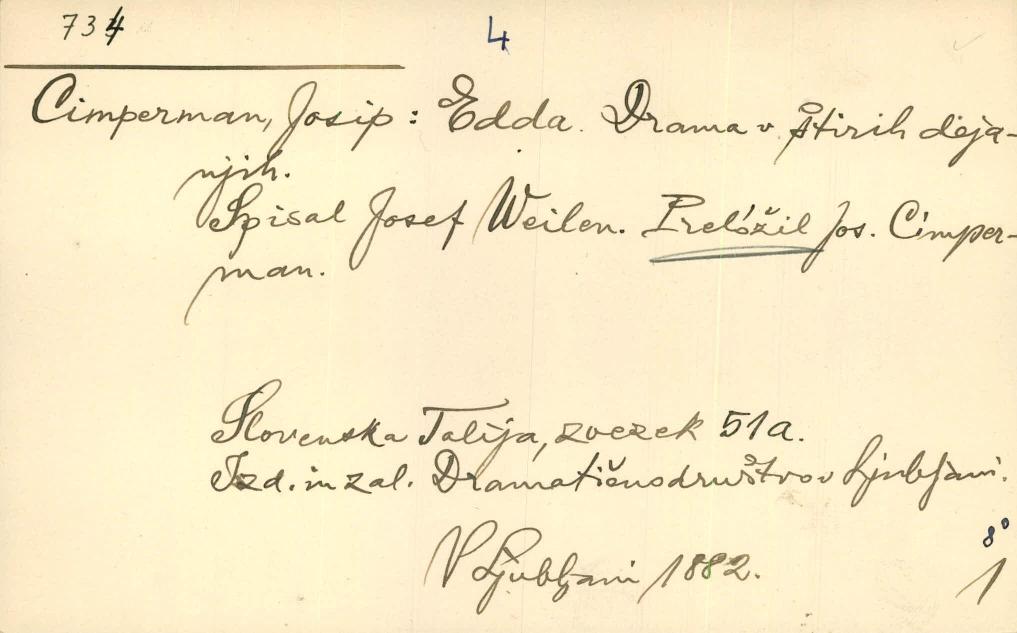 734
4
Cimperman, Josip: Edda. Drama v štirih deja-
njih.
Spisal Josef Weilen. Preložil Jos. Cimper-
man.
Slovenska Talija, zvezek 51a.
Izd. in zal. Dramatično društvo v Ljubljani.
V Ljubljani 1882.
8°
1